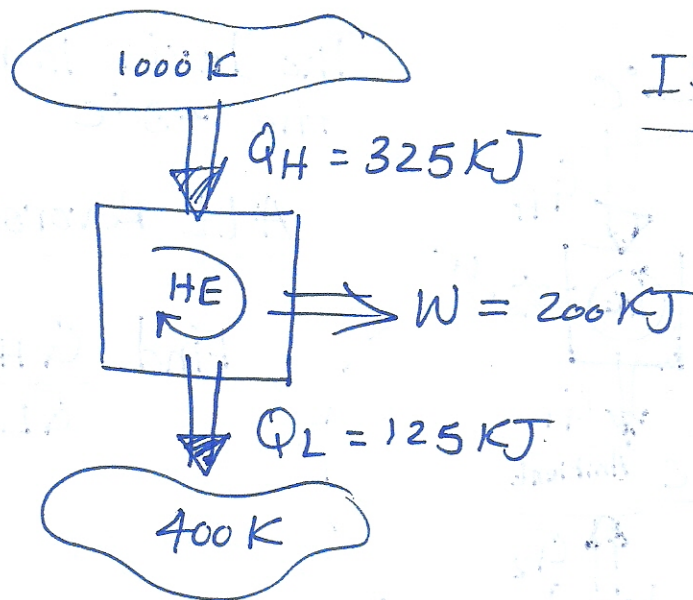 1000 K
I.
QH = 325 KJ
HE
W = 200 KJ
QL = 125 KJ
400 K